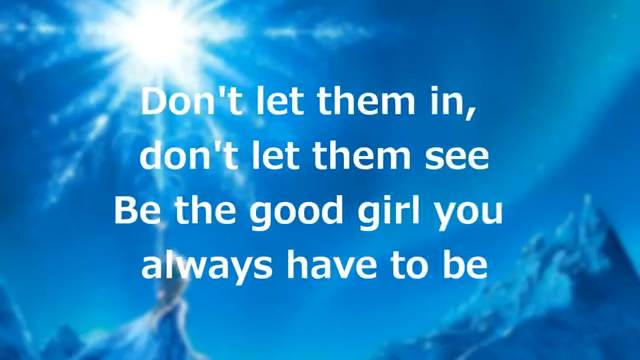 Don't let them in,
don't let them see
Be the good girl you
always have to be